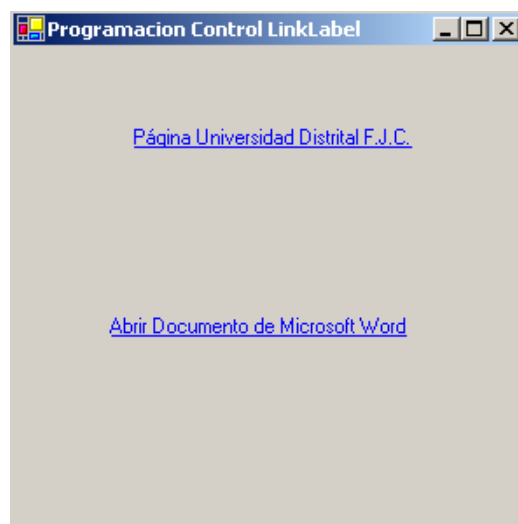 Programacion Control LinkLabel
Página Universidad Distrital F.J.C.
Abrir Documento de Microsoft Word